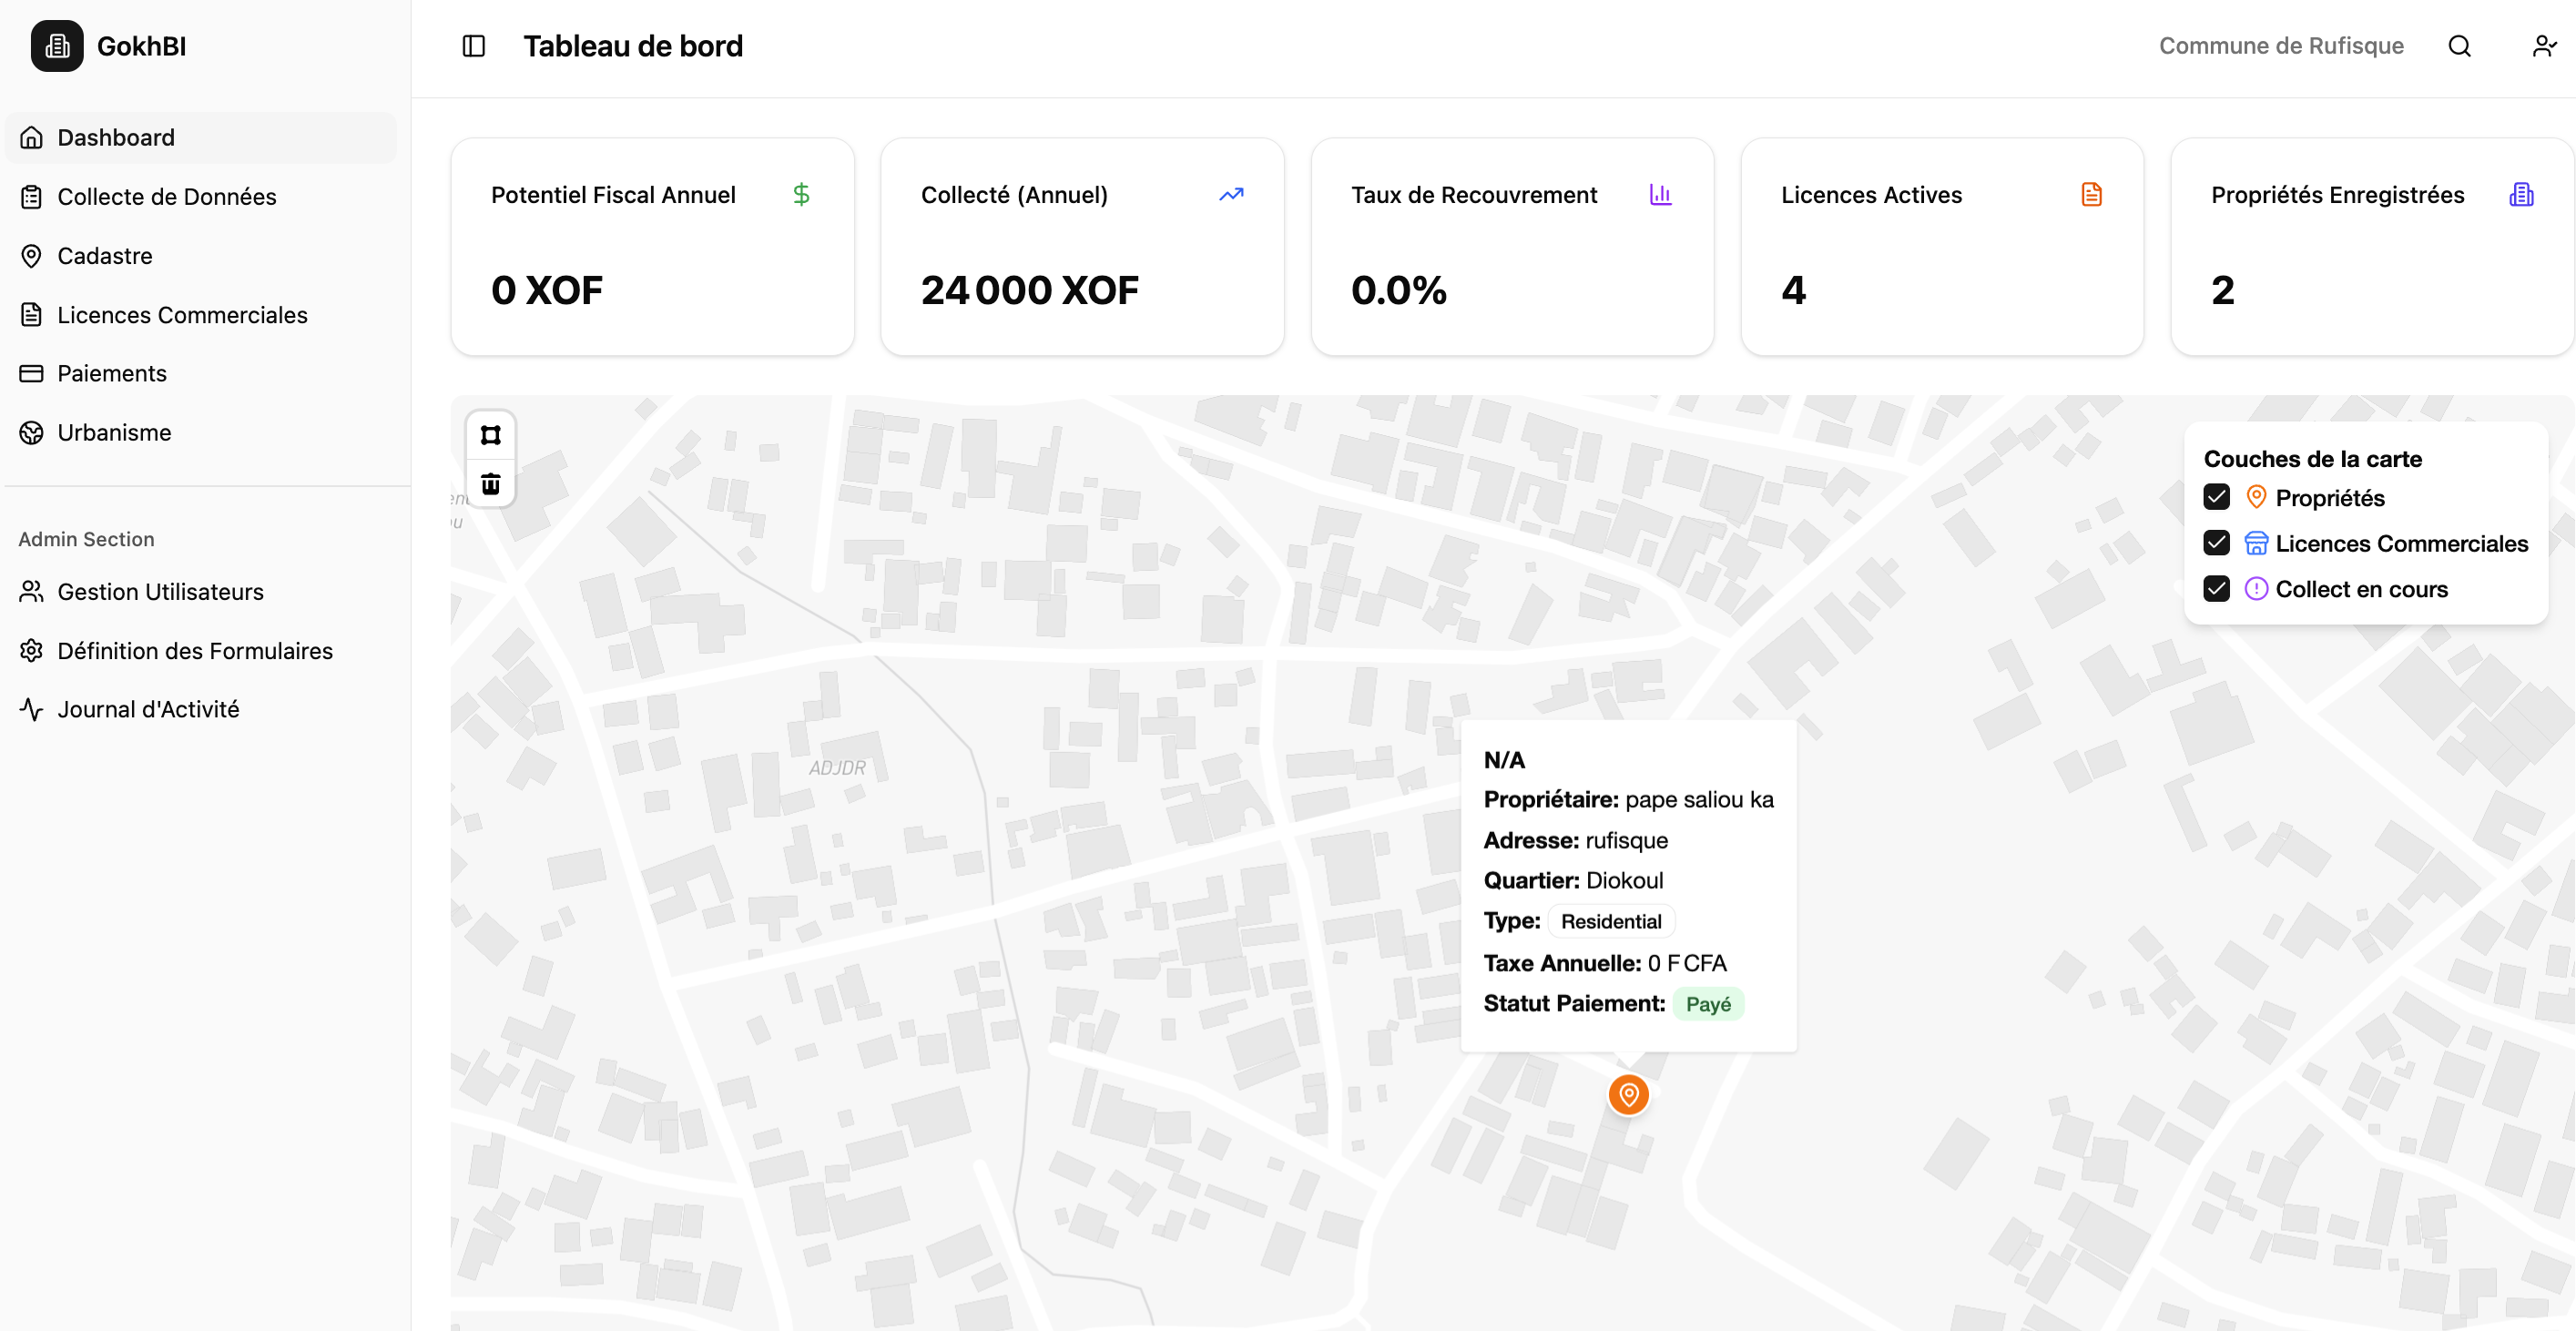 GokhBI
Tableau de bord
Commune de Rufisque
Dashboard
Collecte de Données
Cadastre
Licences Commerciales
Paiements
Urbanisme
Admin Section
Gestion Utilisateurs
Définition des Formulaires
Journal d'Activité
Potentiel Fiscal Annuel
0 XOF
Collecté (Annuel)
24 000 XOF
Taux de Recouvrement
0.0%
Licences Actives
4
Propriétés Enregistrées
2
Couches de la carte
Propriétés
Licences Commerciales
Collect en cours
ADJDR
N/A
Propriétaire: pape saliou ka
Adresse: rufisque
Quartier: Diokoul
Type: Residential
Taxe Annuelle: 0 F CFA
Statut Paiement: Payé